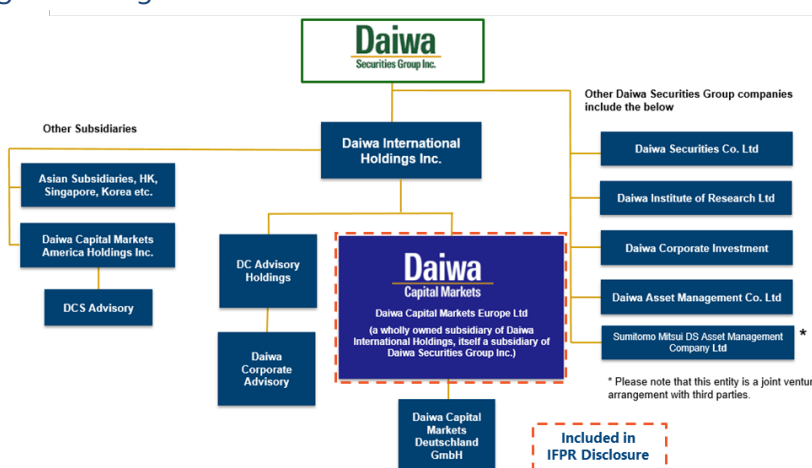 Daiwa
Securities Group Inc.
Other Daiwa Securities Group companies
include the below
Other Subsidiaries
Daiwa International
Holdings Inc.
Daiwa Securities Co. Ltd
Asian Subsidiaries, HK,
Singapore, Korea etc.
Daiwa Institute of Research Ltd
Daiwa Capital Markets
America Holdings Inc.
DC Advisory
Holdings
Daiwa
Capital Markets
Daiwa Capital Markets Europe Ltd
(a wholly owned subsidiary of Daiwa
International Holdings, itself a subsidiary of
Daiwa Securities Group Inc.)
Daiwa Corporate Investment
DCS Advisory
Daiwa Asset Management Co. Ltd
Daiwa
Corporate
Advisory
Sumitomo Mitsui DS Asset Management
Company Ltd
*
* Please note that this entity is a joint ventur
arrangement with third parties.
Daiwa Capital
Markets
Deutschland
GmbH
Included in
IFPR Disclosure